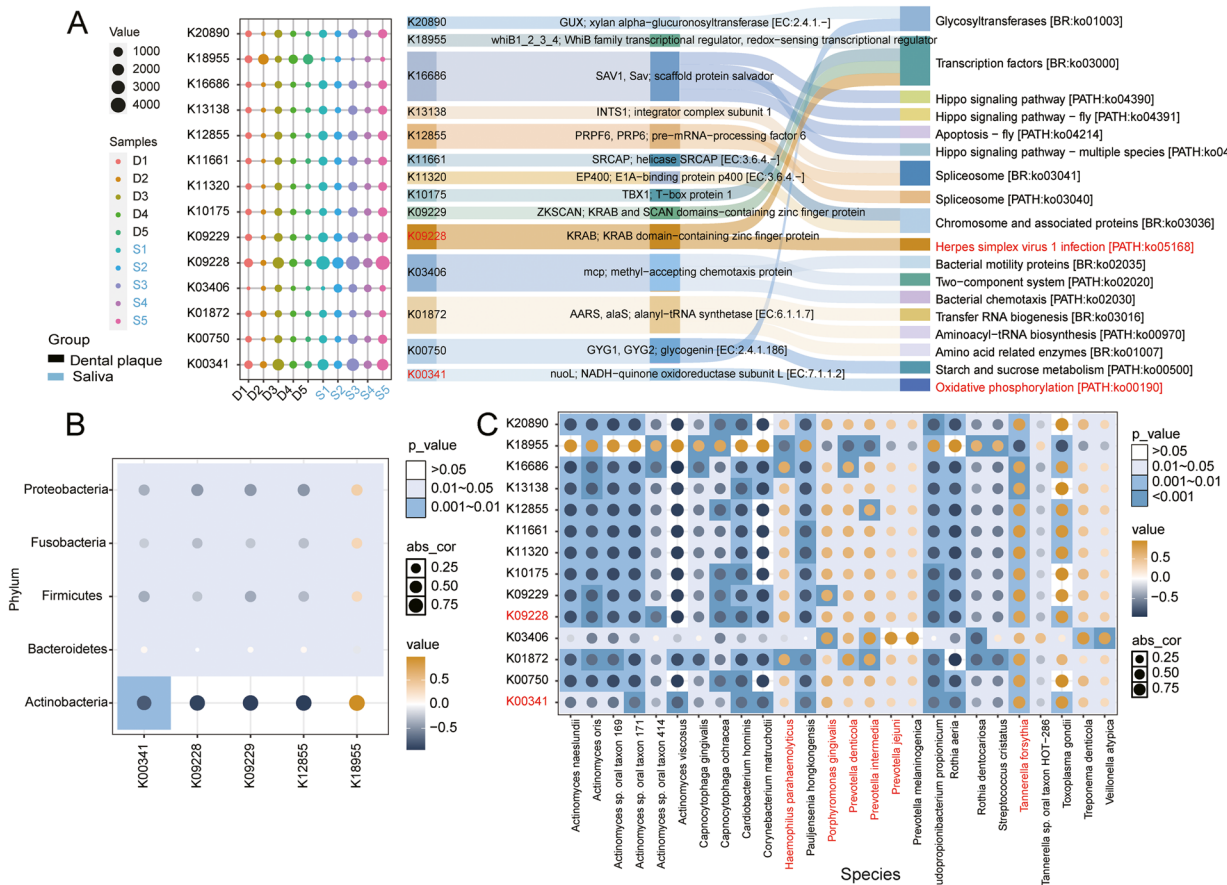 A
Value
1000
2000
3000
4000
Samples
D1
D2
D3
D4
D5
S1
S2
S3
S4
S5
Group
Dental plaque
Saliva
K20890
K18955
K16686
K13138
K12855
K11661
K11320
K10175
K09229
K09228
K03406
K01872
K00750
K00341
D1
D2
D3
D4
D5
S1
S2
S3
S4
S5
K20890
GUX; xylan alpha−glucuronosyltransferase [EC:2.4.1.−]
K18955
whiB1_2_3_4; WhiB family transcriptional regulator, redox−sensing transcriptional regulator
K16686
SAV1, Sav; scaffold protein salvador
K13138
INTS1; integrator complex subunit 1
K12855
PRPF6, PRP6; pre−mRNA−processing factor 6
K11661
SRCAP; helicase SRCAP [EC:3.6.4.−]
K11320
EP400; E1A−binding protein p400 [EC:3.6.4.−]
K10175
TBX1; T−box protein 1
K09229
ZKSCAN; KRAB and SCAN domains−containing zinc finger protein
K09228
KRAB; KRAB domain−containing zinc finger protein
K03406
mcp; methyl−accepting chemotaxis protein
K01872
AARS, alaS; alanyl−tRNA synthetase [EC:6.1.1.7]
K00750
GYG1, GYG2; glycogenin [EC:2.4.1.186]
K00341
nuoL; NADH−quinone oxidoreductase subunit L [EC:7.1.1.2]
Glycosyltransferases [BR:ko01003]
Transcription factors [BR:ko03000]
Hippo signaling pathway [PATH:ko04390]
Hippo signaling pathway − fly [PATH:ko04391]
Apoptosis − fly [PATH:ko04214]
Hippo signaling pathway − multiple species [PATH:ko04
Spliceosome [BR:ko03041]
Spliceosome [PATH:ko03040]
Chromosome and associated proteins [BR:ko03036]
Herpes simplex virus 1 infection [PATH:ko05168]
Bacterial motility proteins [BR:ko02035]
Two−component system [PATH:ko02020]
Bacterial chemotaxis [PATH:ko02030]
Transfer RNA biogenesis [BR:ko03016]
Aminoacyl−tRNA biosynthesis [PATH:ko00970]
Amino acid related enzymes [BR:ko01007]
Starch and sucrose metabolism [PATH:ko00500]
Oxidative phosphorylation [PATH:ko00190]
B
Phylum
Proteobacteria
Fusobacteria
Firmicutes
Bacteroidetes
Actinobacteria
K00341
K09228
K09229
K12855
K18955
p_value
>0.05
0.01~0.05
0.001~0.01
abs_cor
0.25
0.50
0.75
value
0.5
0.0
−0.5
C
K20890
K18955
K16686
K13138
K12855
K11661
K11320
K10175
K09229
K09228
K03406
K01872
K00750
K00341
Actinomyces naeslundii
Actinomyces oris
Actinomyces sp. oral taxon 169
Actinomyces sp. oral taxon 171
Actinomyces sp. oral taxon 414
Actinomyces viscosus
Capnocytophaga gingivalis
Capnocytophaga ochracea
Cardiobacterium hominis
Corynebacterium matruchotii
Haemophilus parahaemolyticus
Pauljensenia hongkongensis
Porphyromonas gingivalis
Prevotella denticola
Prevotella intermedia
Prevotella jejuni
Prevotella melaninogenica
udopropionibacterium propionicum
Rothia aeria
Rothia dentocariosa
Streptococcus cristatus
Tannerella forsythia
Tannerella sp. oral taxon HOT−286
Toxoplasma gondii
Treponema denticola
Veillonella atypica
Species
p_value
>0.05
0.01~0.05
0.001~0.01
<0.001
value
0.5
0.0
−0.5
abs_cor
0.25
0.50
0.75